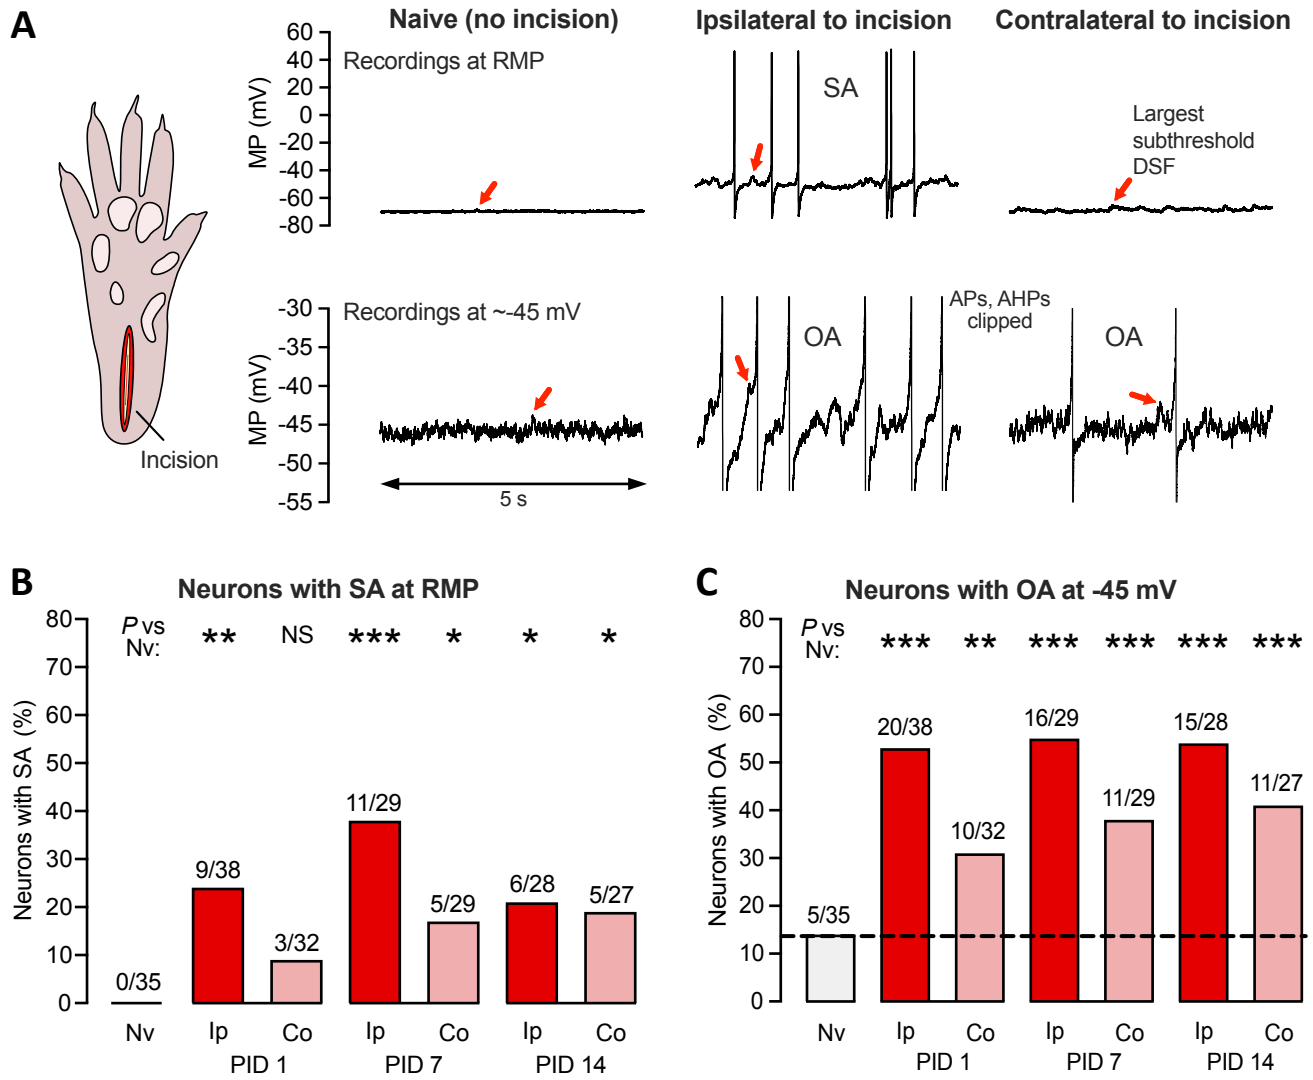 A
Naive (no incision)
Ipsilateral to incision
Contralateral to incision
MP (mV)
60
40
20
0
-20
-40
-60
-80
Recordings at RMP
SA
Largest
subthreshold
DSF
Incision
MP (mV)
-30
-35
-40
-45
-50
-55
Recordings at ~-45 mV
5 s
OA
APs, AHPs
clipped
OA
B
Neurons with SA at RMP
Neurons with SA (%)
80
70
60
50
40
30
20
10
0
P vs
Nv:
** NS *** * * *
0/35
9/38
3/32
11/29
5/29
6/28
5/27
Nv Ip Co Ip Co Ip Co
PID 1 PID 7 PID 14
C
Neurons with OA at -45 mV
Neurons with OA (%)
80
70
60
50
40
30
20
10
0
P vs
Nv:
*** ** *** *** *** ***
5/35
20/38
10/32
16/29
11/29
15/28
11/27
Nv Ip Co Ip Co Ip Co
PID 1 PID 7 PID 14